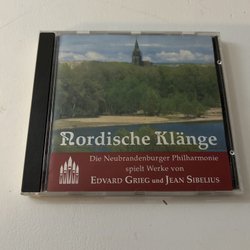 Nordische Klänge
Die Neubrandenburger Philharmonie
spielt Werke von
EDVARD GRIEG und JEAN SIBELIUS